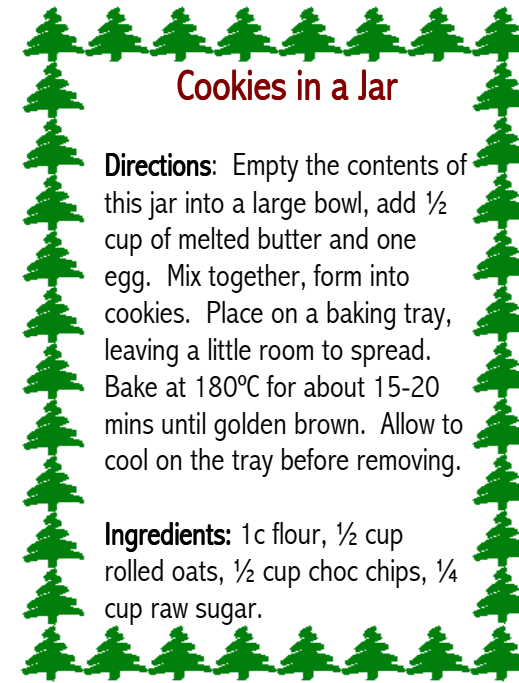 Cookies in a Jar
Directions:  Empty the contents of
this jar into a large bowl, add ½
cup of melted butter and one
egg.  Mix together, form into
cookies.  Place on a baking tray,
leaving a little room to spread.
Bake at 180ºC for about 15-20
mins until golden brown.  Allow to
cool on the tray before removing.
Ingredients: 1c flour, ½ cup
rolled oats, ½ cup choc chips, ¼
cup raw sugar.